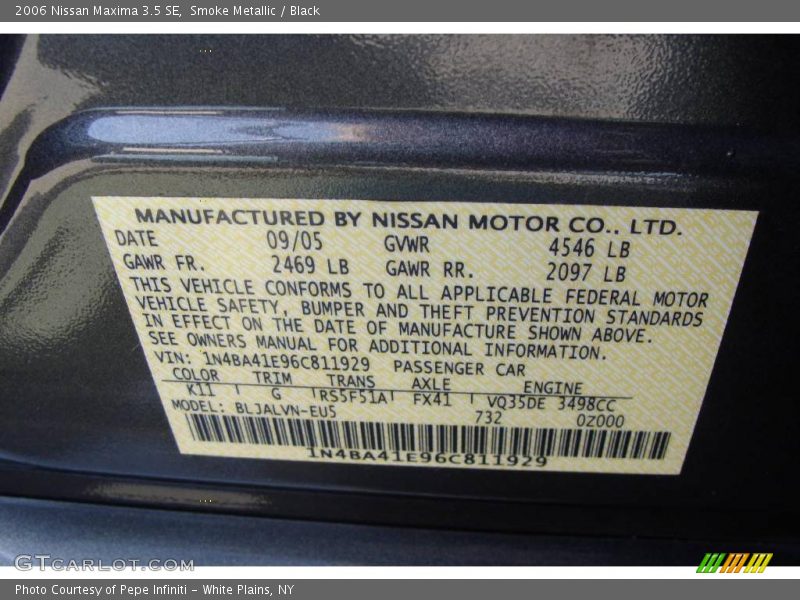 2006 Nissan Maxima 3.5 SE, Smoke Metallic / Black
MANUFACTURED BY NISSAN MOTOR CO., LTD.
DATE 09/05 GVWR 4546 LB
GAWR FR. 2469 LB GAWR RR. 2097 LB
THIS VEHICLE CONFORMS TO ALL APPLICABLE FEDERAL MOTOR
VEHICLE SAFETY, BUMPER AND THEFT PREVENTION STANDARDS
IN EFFECT ON THE DATE OF MANUFACTURE SHOWN ABOVE.
SEE OWNERS MANUAL FOR ADDITIONAL INFORMATION.
VIN: 1N4BA41E96C811929 PASSENGER CAR
COLOR TRIM TRANS AXLE ENGINE
K11 G RS5F51A FX41 VQ35DE 3498CC
MODEL: BLJALVN-EU5 732 0Z000
1N4BA41E96C811929
GTCARLOT.COM
Photo Courtesy of Pepe Infiniti - White Plains, NY